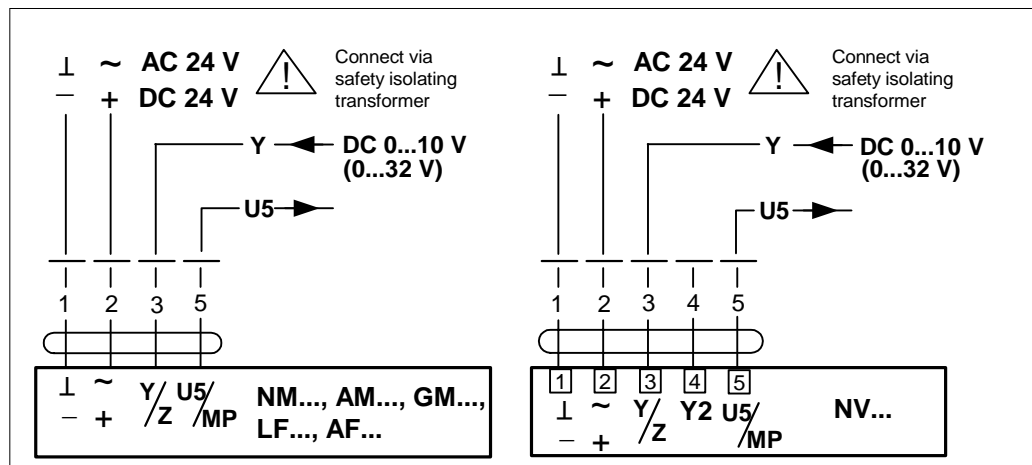 ⊥ ~ AC 24 V
– + DC 24 V
Connect via
safety isolating
transformer
Y DC 0...10 V
(0...32 V)
U5
1 2 3 5
⊥ ~ Y/Z U5/MP
– +
NM..., AM..., GM...,
LF..., AF...
⊥ ~ AC 24 V
– + DC 24 V
Connect via
safety isolating
transformer
Y DC 0...10 V
(0...32 V)
U5
1 2 3 4 5
1 2 3 4 5
⊥ ~ Y/Z Y2 U5/MP
– +
NV...